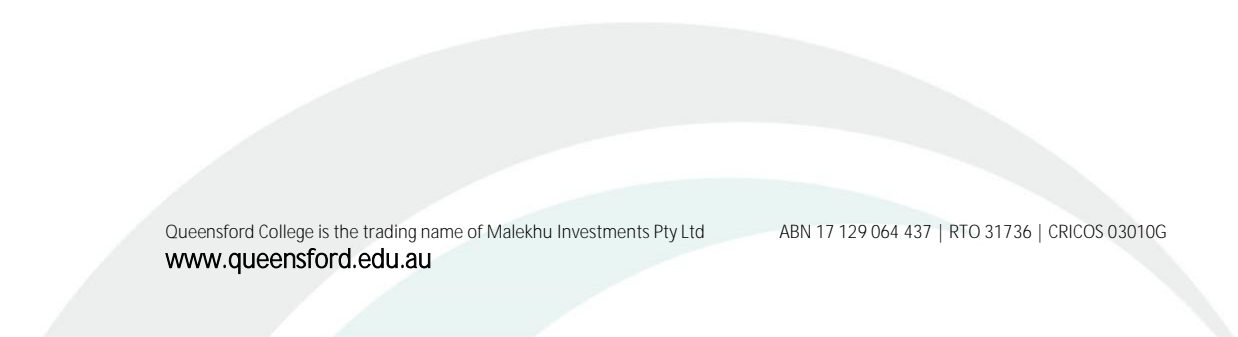 Queensford College is the trading name of Malekhu Investments Pty Ltd ABN 17 129 064 437 | RTO 31736 | CRICOS 03010G
www.queensford.edu.au